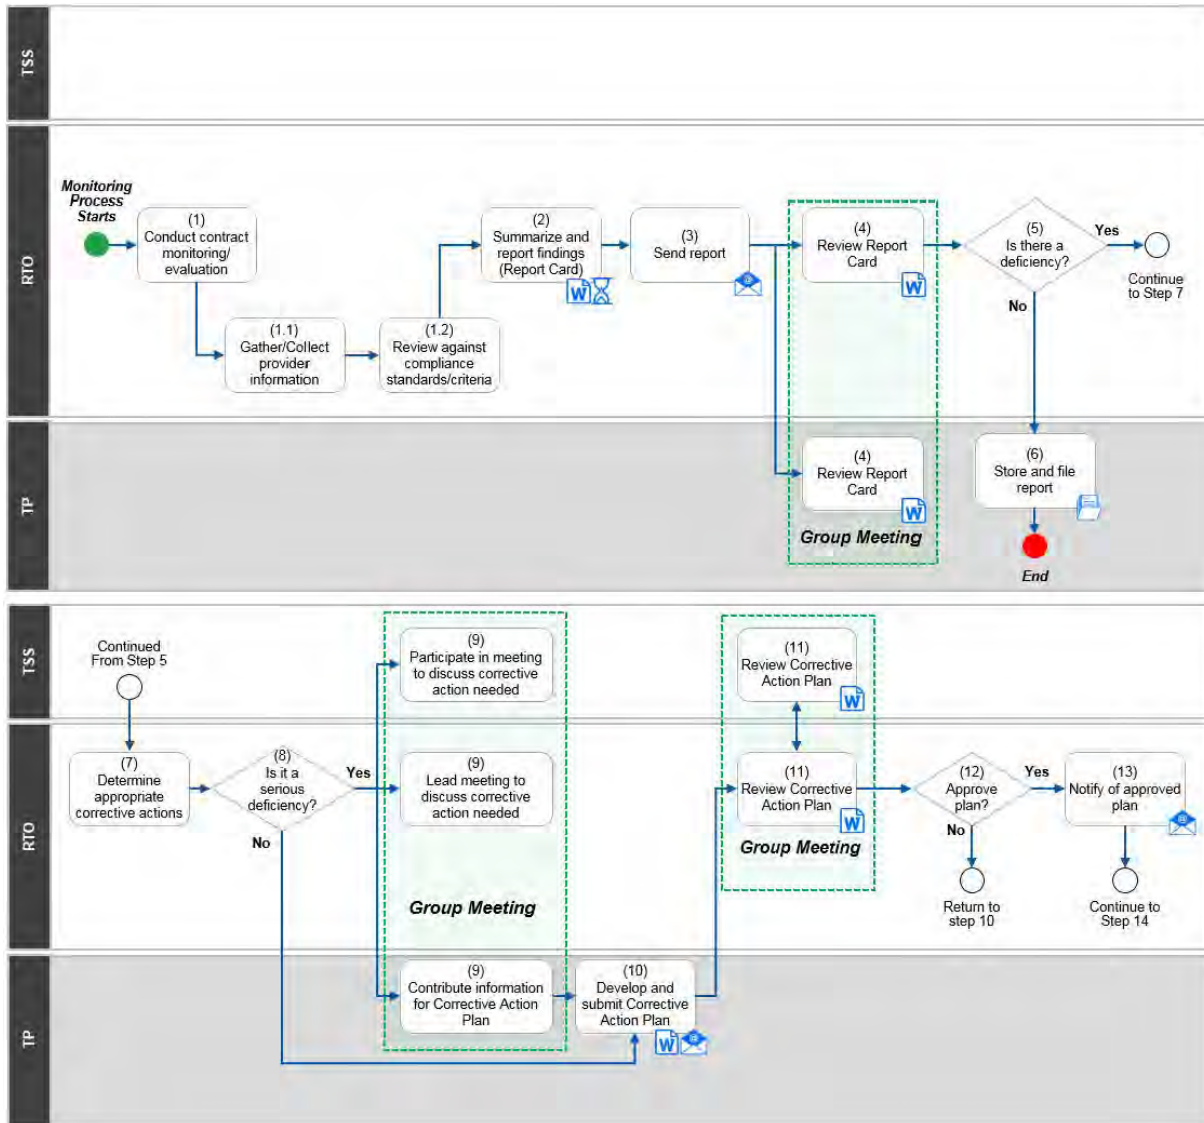 TSS
RTO
TP
Monitoring
Process
Starts
(1)
Conduct contract
monitoring/
evaluation
(1.1)
Gather/Collect
provider
information
(1.2)
Review against
compliance
standards/criteria
(2)
Summarize and
report findings
(Report Card)
W
(3)
Send report
@
(4)
Review Report
Card
W
(5)
Is there a
deficiency?
Yes
Continue
to Step 7
No
(4)
Review Report
Card
W
Group Meeting
(6)
Store and file
report
End
TSS
RTO
TP
Continued
From Step 5
(7)
Determine
appropriate
corrective actions
(8)
Is it a
serious
deficiency?
Yes
No
(9)
Participate in meeting
to discuss corrective
action needed
(9)
Lead meeting to
discuss corrective
action needed
Group Meeting
(9)
Contribute information
for Corrective Action
Plan
(10)
Develop and
submit Corrective
Action Plan
W
@
(11)
Review Corrective
Action Plan
W
(11)
Review Corrective
Action Plan
W
Group Meeting
(12)
Approve
plan?
Yes
No
Return to
step 10
(13)
Notify of approved
plan
@
Continue to
Step 14